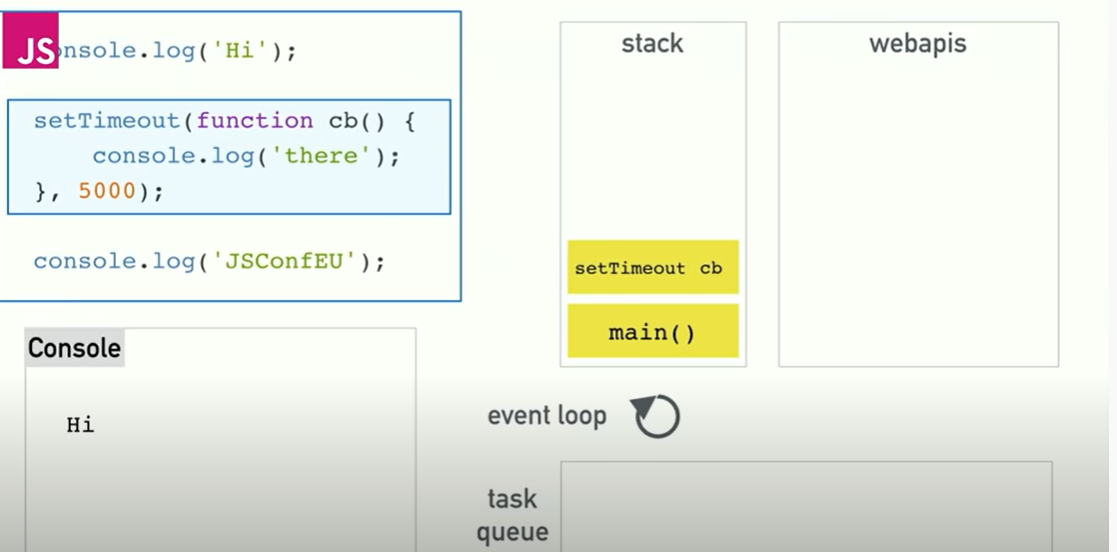 JS
onsole.log('Hi');
setTimeout(function cb() {
    console.log('there');
}, 5000);
console.log('JSConfEU');
Console
Hi
stack
setTimeout cb
main()
webapis
event loop
task
queue